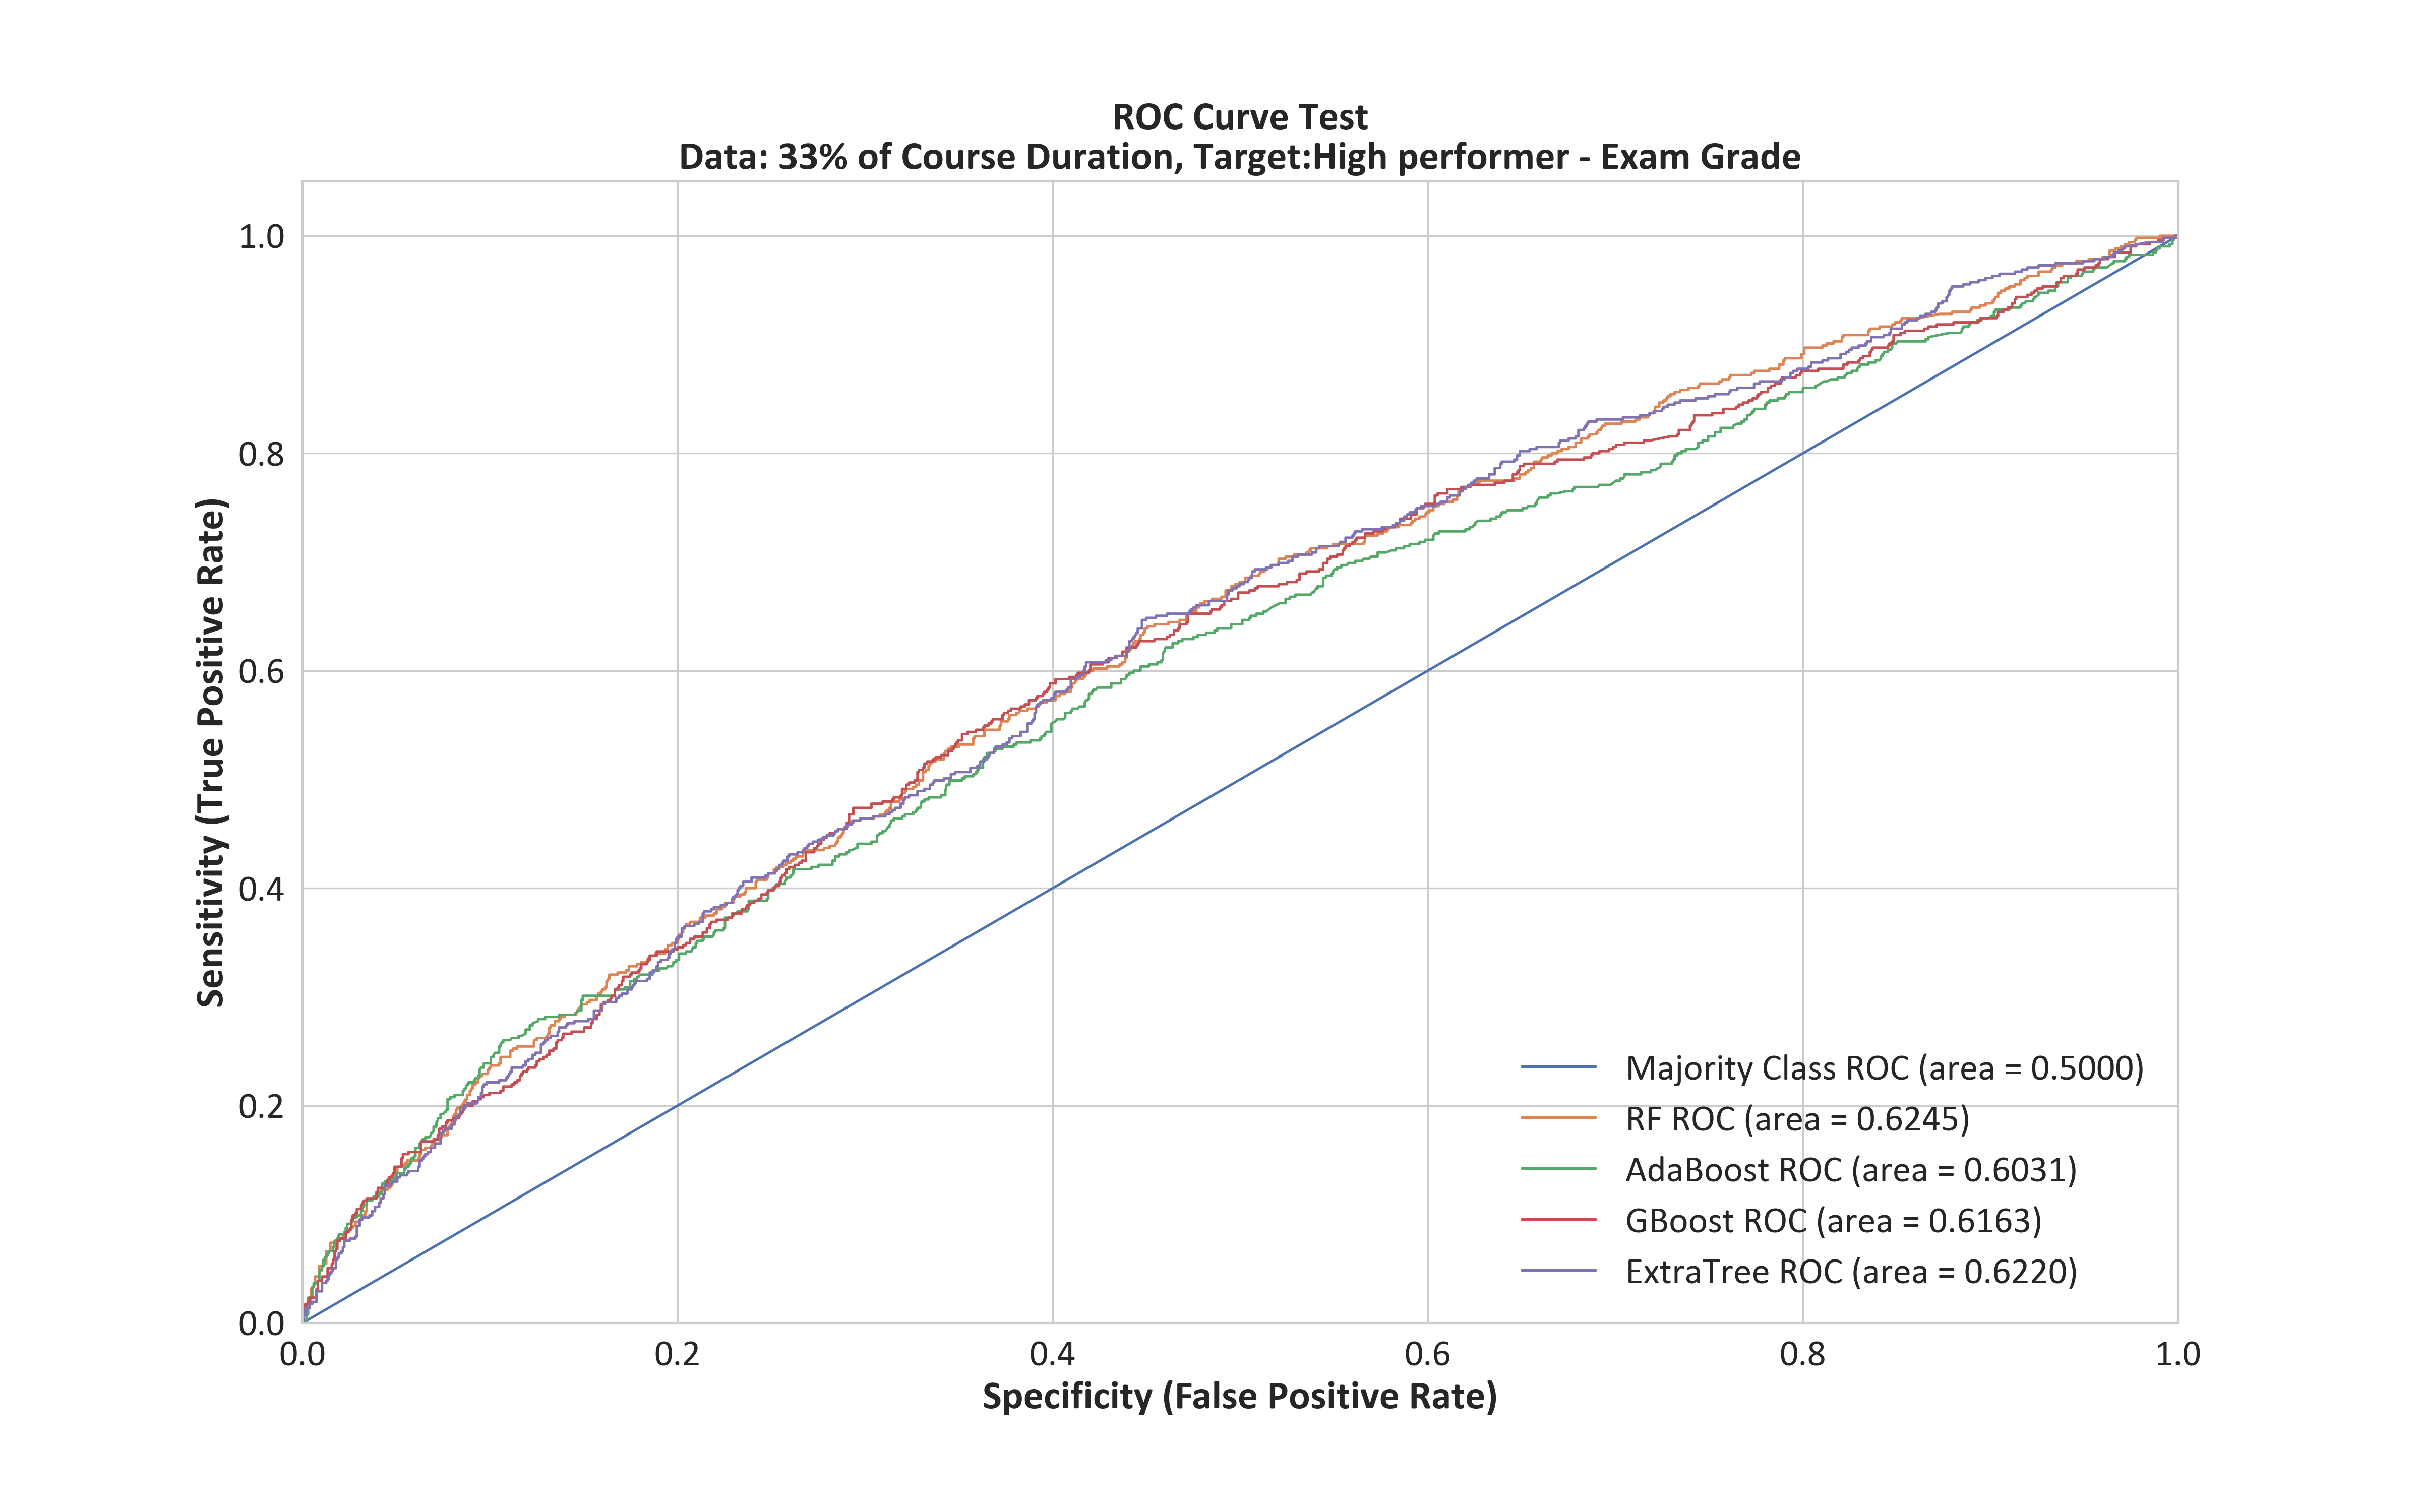 ROC Curve Test
Data: 33% of Course Duration, Target:High performer - Exam Grade
Sensitivity (True Positive Rate)
1.0
0.8
0.6
0.4
0.2
0.0
Majority Class ROC (area = 0.5000)
RF ROC (area = 0.6245)
AdaBoost ROC (area = 0.6031)
GBoost ROC (area = 0.6163)
ExtraTree ROC (area = 0.6220)
0.0 0.2 0.4 0.6 0.8 1.0
Specificity (False Positive Rate)